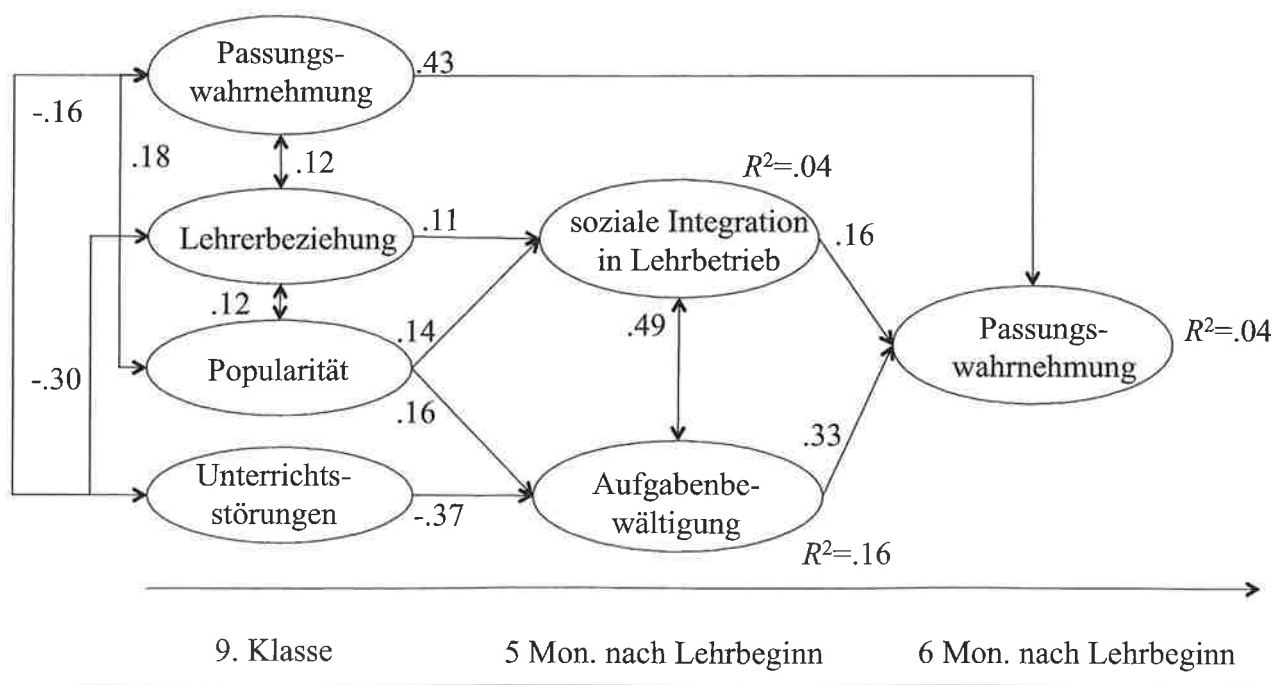 Passungs-
wahrnehmung
.43
-.16
.18
.12
R²=.04
Lehrerbeziehung
.11
soziale Integration
in Lehrbetrieb
.16
.12
.14
.49
Passungs-
wahrnehmung
R²=.04
Popularität
-.30
.16
.33
Unterrichts-
störungen
-.37
Aufgabenbe-
wältigung
R²=.16
9. Klasse
5 Mon. nach Lehrbeginn
6 Mon. nach Lehrbeginn